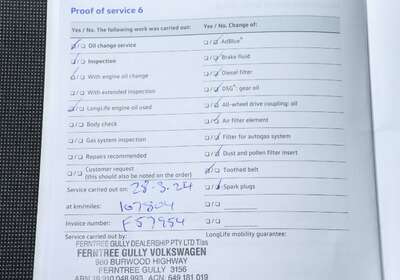 Proof of service 6
Yes / No. The following work was carried out:
Yes / No. Change of:
Oil change service
AdBlue®
Inspection
Brake fluid
With engine oil change
Diesel filter
With extended inspection
DSG®: gear oil
LongLife engine oil used
All-wheel drive coupling: oil
Body check
Air filter element
Gas system inspection
Filter for autogas system
Repairs recommended
Dust and pollen filter insert
Customer request
(this should also be noted on the order)
Toothed belt
Service carried out on: 28-3-24
Spark plugs
at km/miles: 107804
Invoice number: F57954
Service carried out by:
LongLife mobility guarantee:
FERNTREE GULLY DEALERSHIP PTY LTD T/as
FERNTREE GULLY VOLKSWAGEN
BURWOOD HIGHWAY
FERNTREE GULLY 3156
ACN 649 181 019